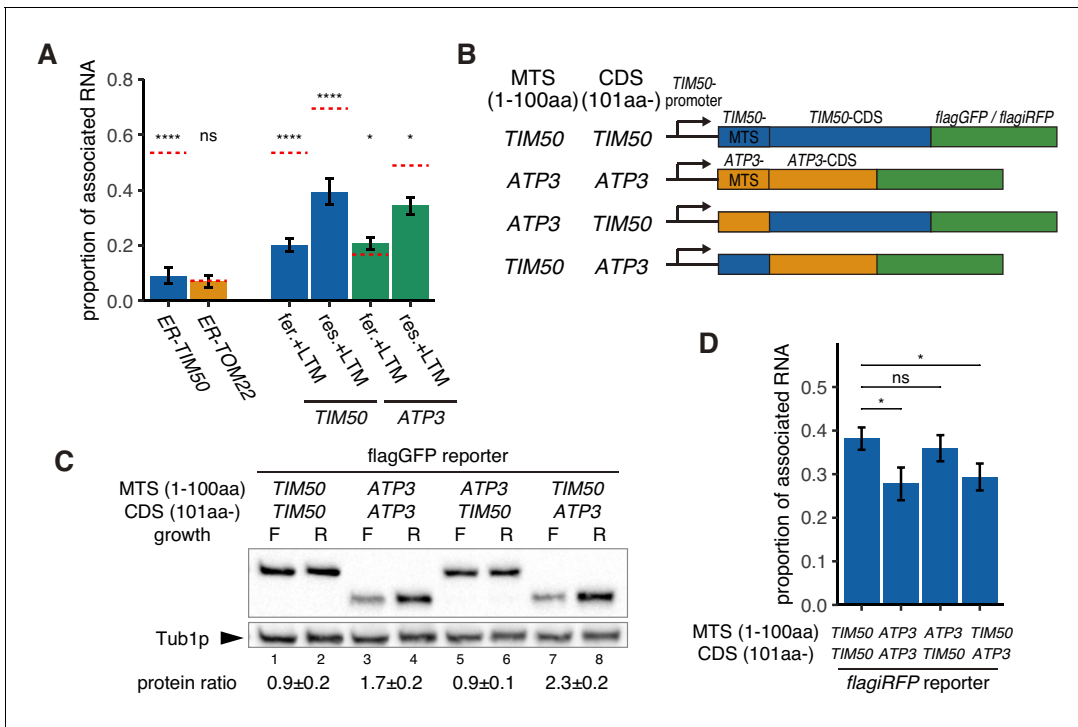 A
proportion of associated RNA
0.8
0.6
0.4
0.2
0.0
**** ns **** **** * *
ER-TIM50
ER-TOM22
fer.+LTM
res.+LTM
fer.+LTM
res.+LTM
TIM50 ATP3
B
MTS (1-100aa)
CDS (101aa-)
TIM50-promoter
TIM50 TIM50
TIM50-MTS
TIM50-CDS
flagGFP / flagiRFP
ATP3 ATP3
ATP3-MTS
ATP3-CDS
ATP3 TIM50
TIM50 ATP3
C
flagGFP reporter
MTS (1-100aa) TIM50 ATP3 ATP3 TIM50
CDS (101aa-) TIM50 ATP3 TIM50 ATP3
growth F R F R F R F R
Tub1p
1 2 3 4 5 6 7 8
protein ratio 0.9±0.2 1.7±0.2 0.9±0.1 2.3±0.2
D
proportion of associated RNA
0.5
0.4
0.3
0.2
0.1
0.0
*
ns
*
MTS (1-100aa) TIM50 ATP3 ATP3 TIM50
CDS (101aa-) TIM50 ATP3 TIM50 ATP3
flagiRFP reporter